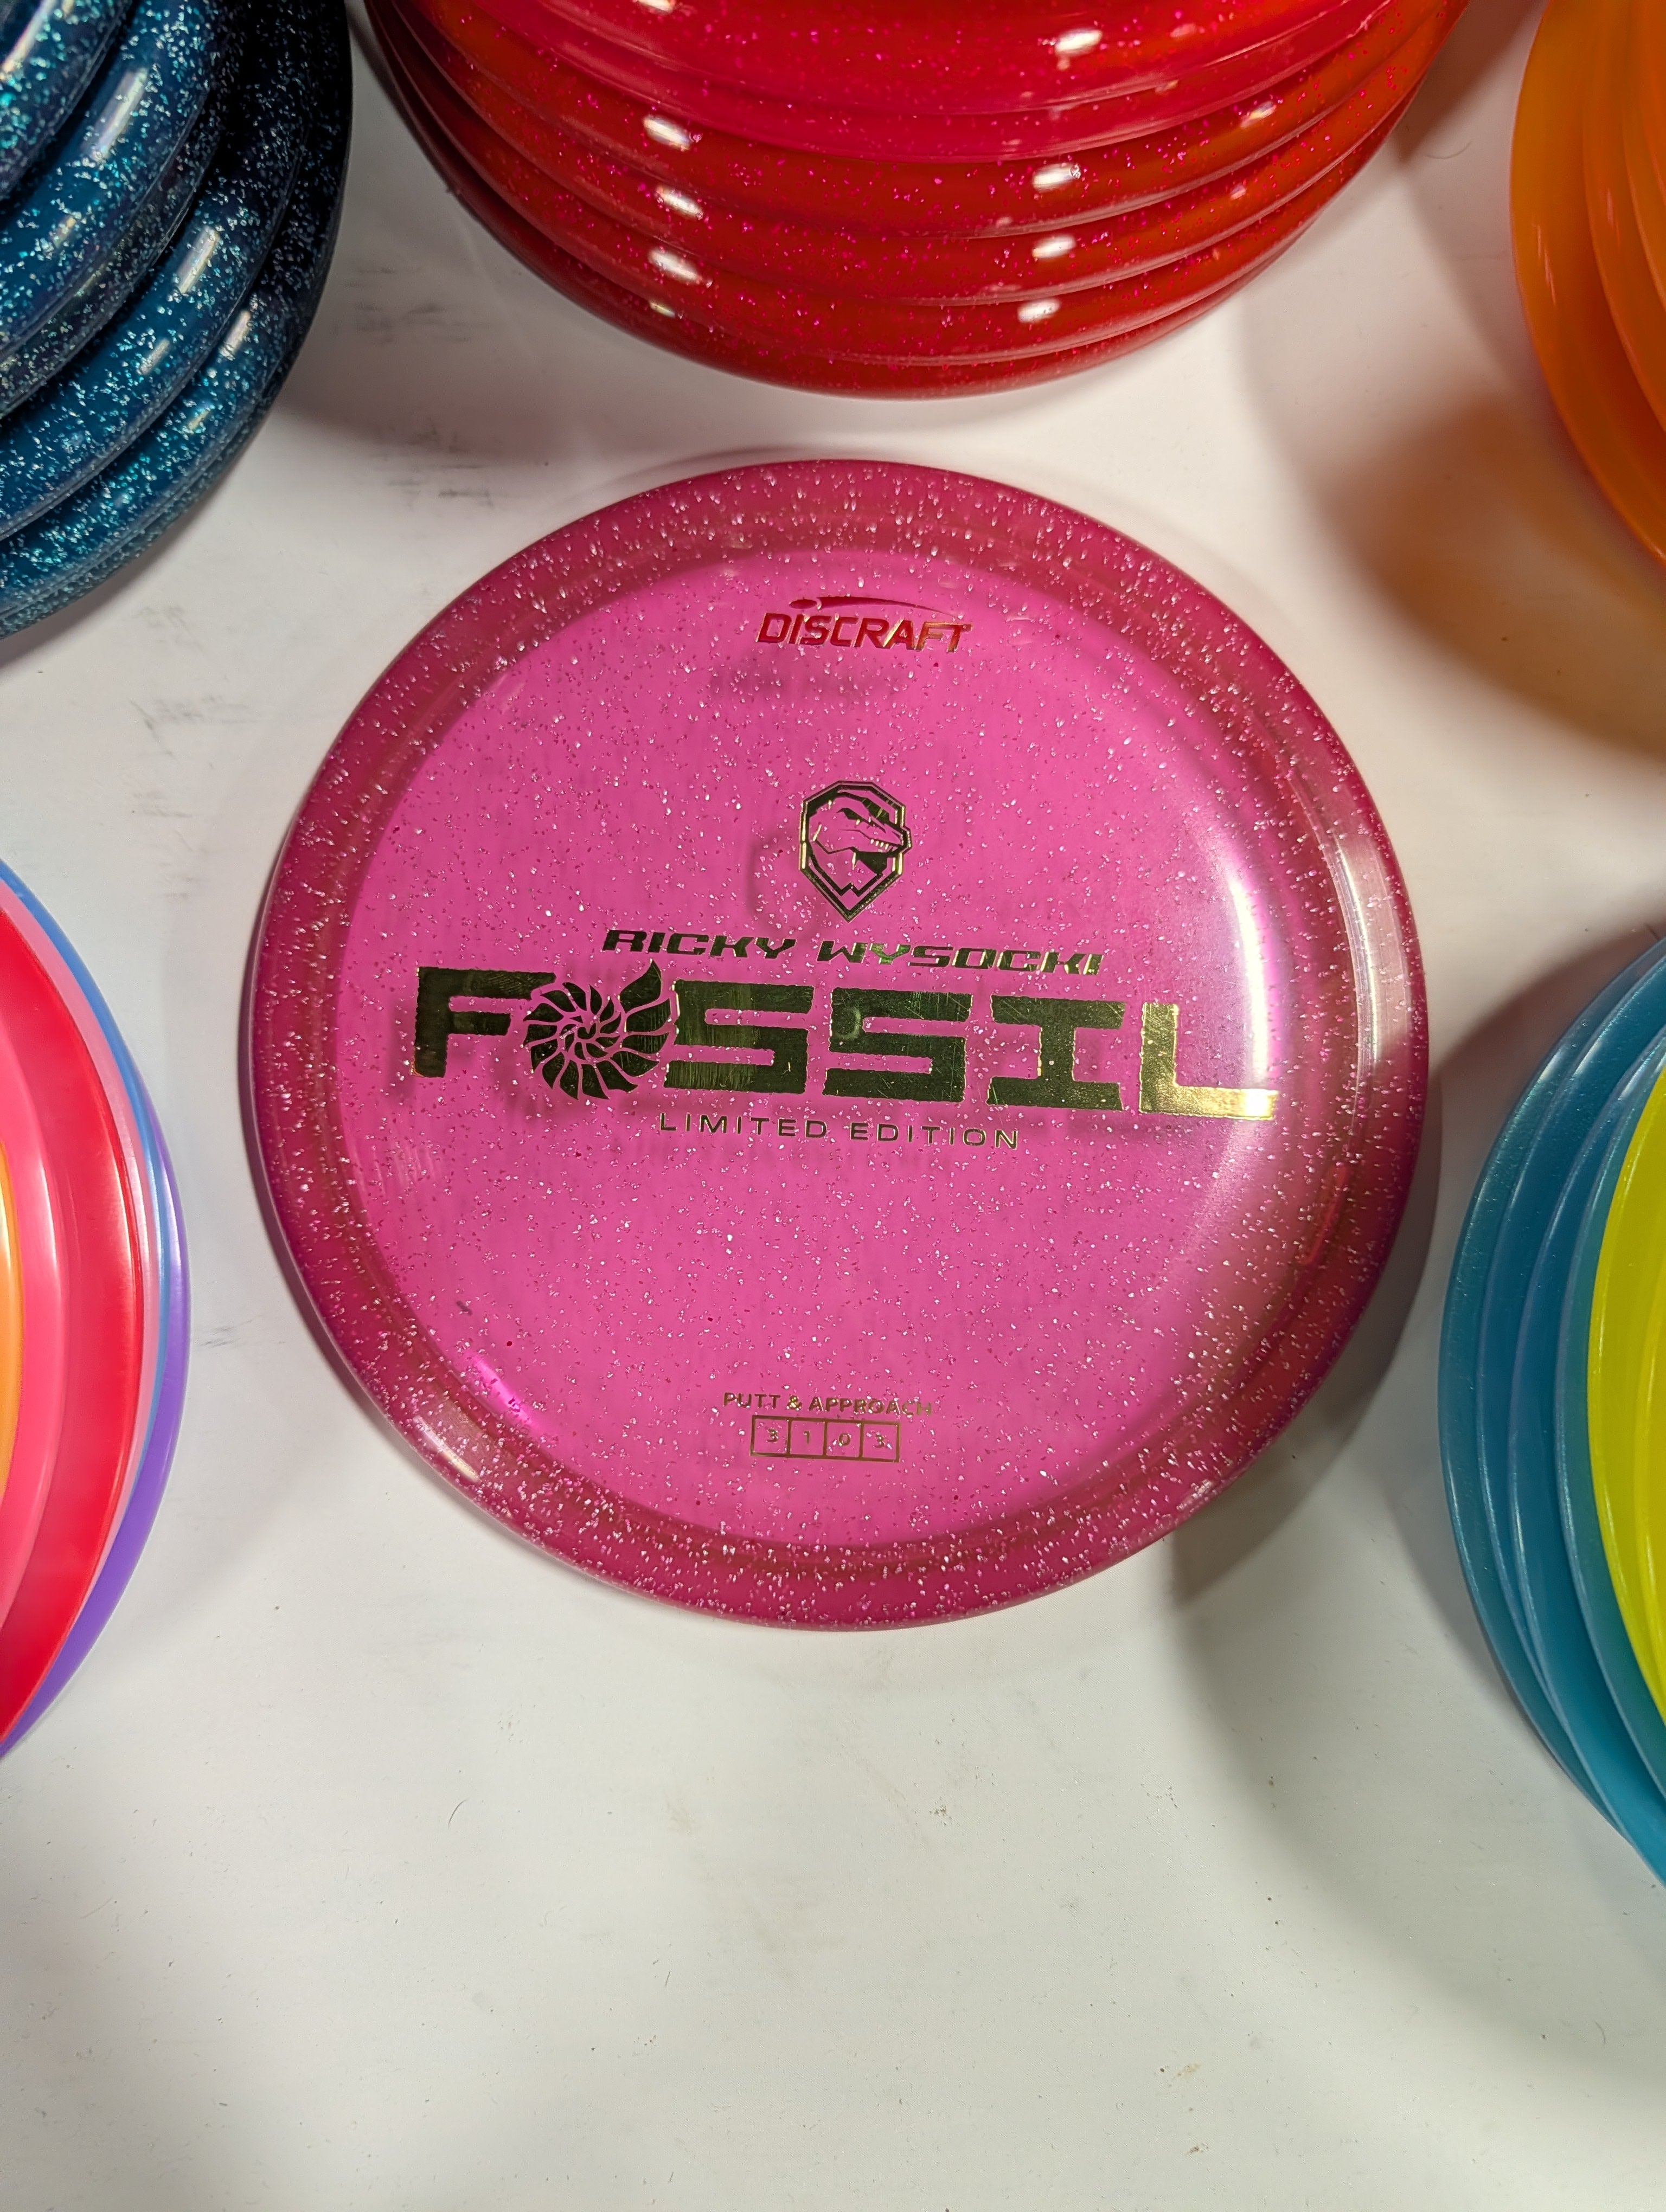 DISCRAFT
RICKY WYSOCKI
FOSSIL
LIMITED EDITION
PUTT & APPROACH
3 1 0 3